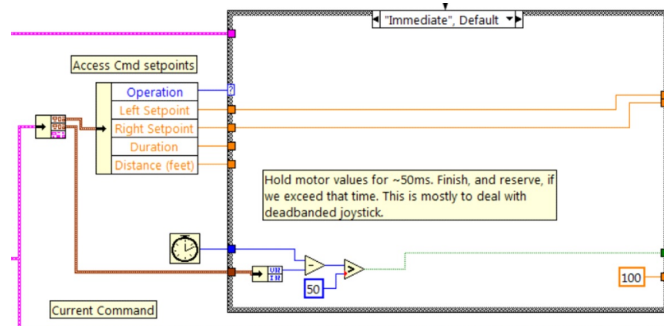 "Immediate", Default
Access Cmd setpoints
Operation
?
Left Setpoint
Right Setpoint
Duration
Distance (feet)
Hold motor values for ~50ms. Finish, and reserve, if
we exceed that time. This is mostly to deal with
deadbanded joystick.
-
>
50
100
Current Command